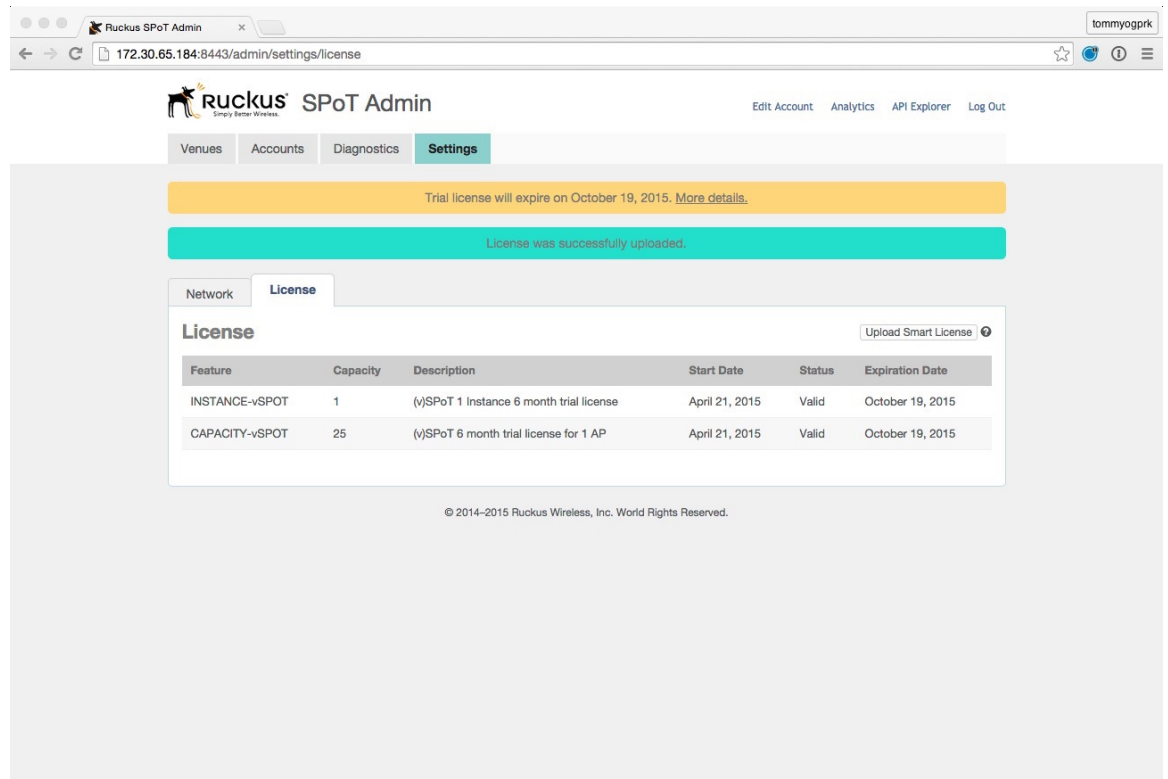 Ruckus SPoT Admin
tommyogprk
172.30.65.184:8443/admin/settings/license
Ruckus SPoT Admin
Simply Better Wireless.
Edit Account Analytics API Explorer Log Out
Venues Accounts Diagnostics Settings
Trial license will expire on October 19, 2015. More details.
License was successfully uploaded.
Network License
License
Upload Smart License
Feature Capacity Description Start Date Status Expiration Date
INSTANCE-vSPOT 1 (v)SPoT 1 Instance 6 month trial license April 21, 2015 Valid October 19, 2015
CAPACITY-vSPOT 25 (v)SPoT 6 month trial license for 1 AP April 21, 2015 Valid October 19, 2015
© 2014–2015 Ruckus Wireless, Inc. World Rights Reserved.